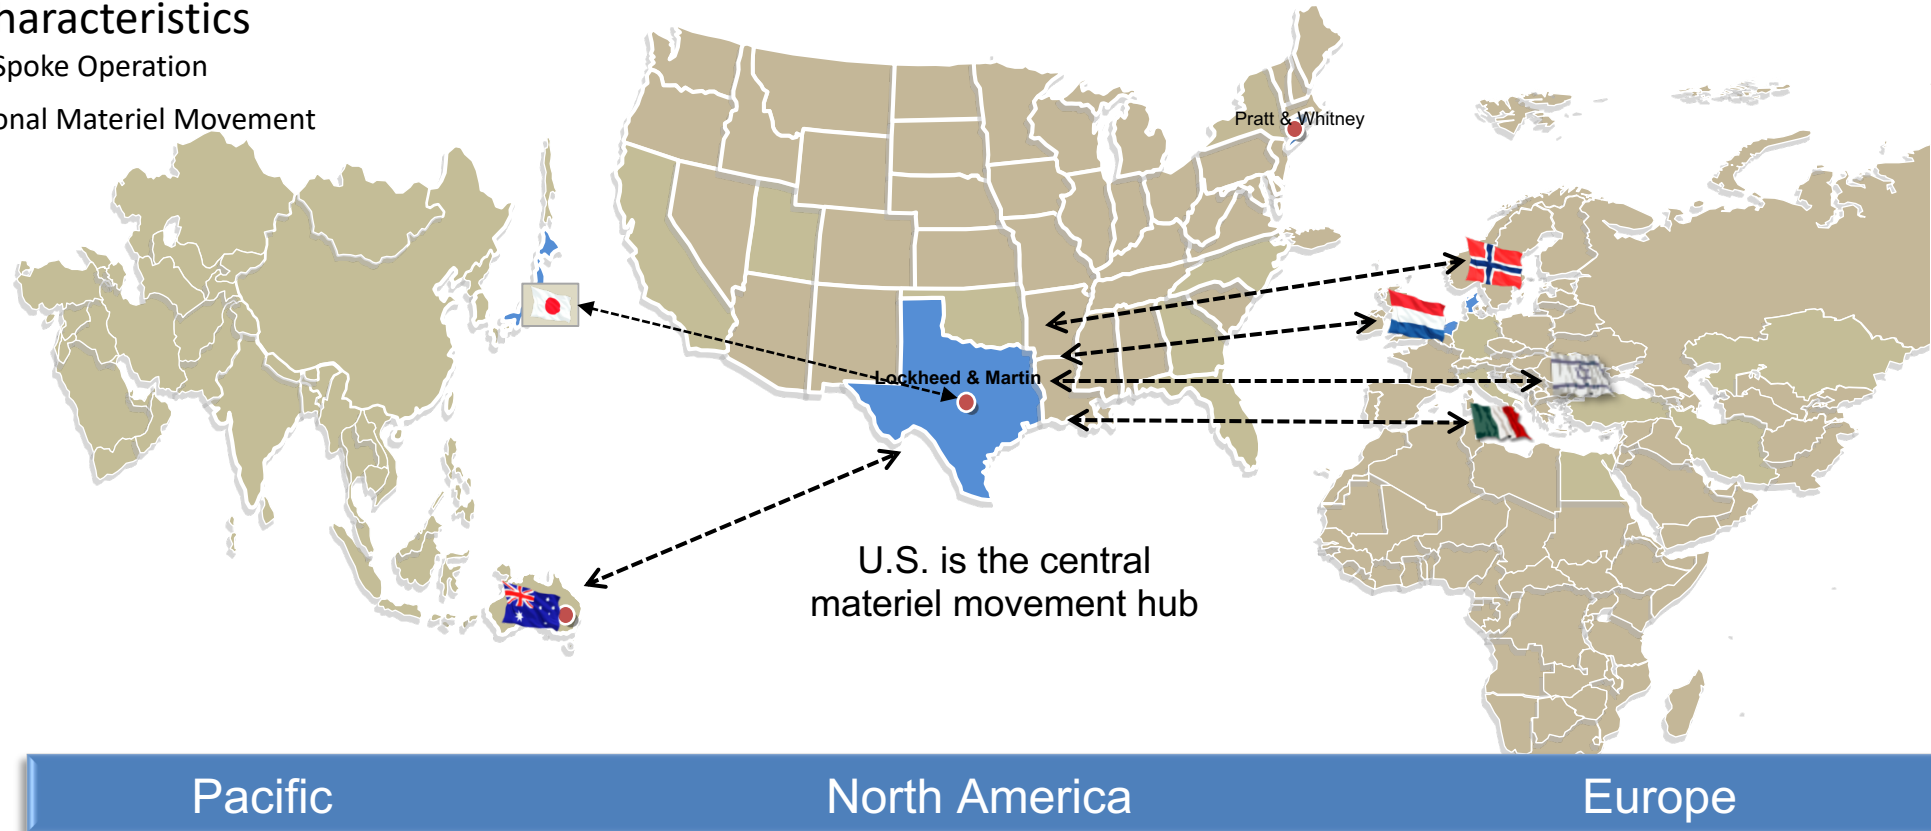 haracteristics
Spoke Operation
onal Materiel Movement
Pratt & Whitney
Lockheed & Martin
U.S. is the central
materiel movement hub
Pacific
North America
Europe